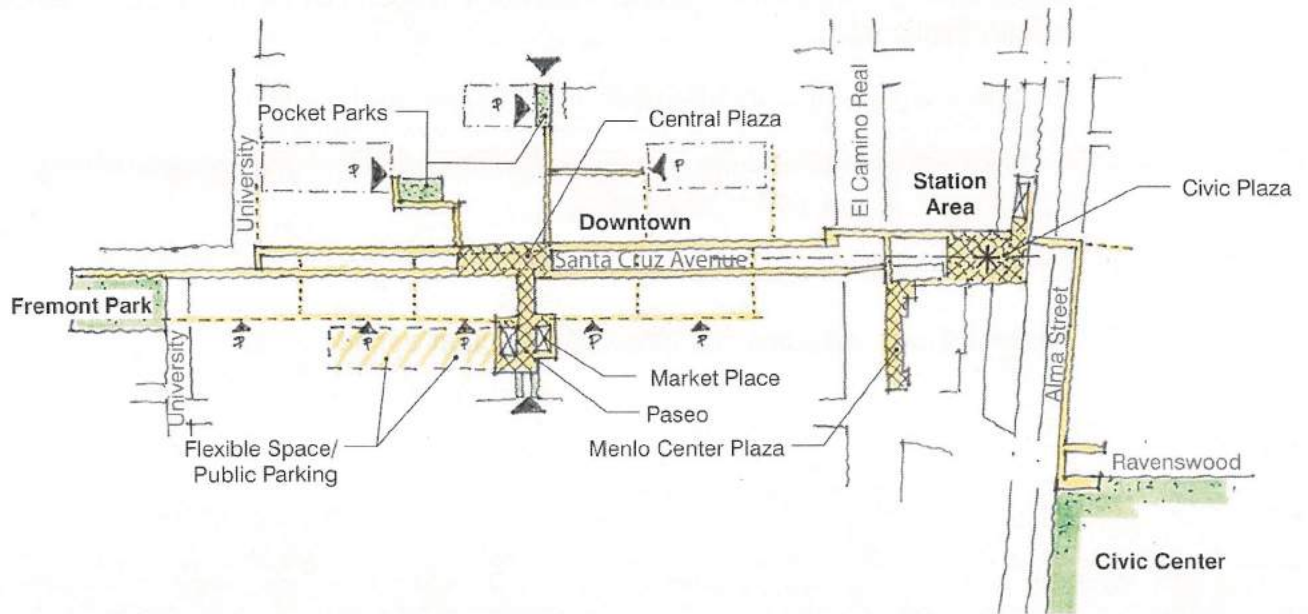 Pocket Parks
P
Central Plaza
University
P
P
El Camino Real
Station
Area
Civic Plaza
Downtown
Santa Cruz Avenue
Fremont Park
P
P
P
P
P
University
Market Place
Paseo
Flexible Space/
Public Parking
Menlo Center Plaza
Alma Street
Ravenswood
Civic Center